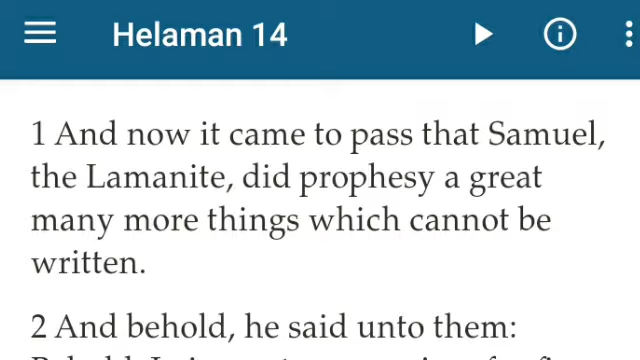 Helaman 14
1 And now it came to pass that Samuel,
the Lamanite, did prophesy a great
many more things which cannot be
written.
2 And behold, he said unto them: